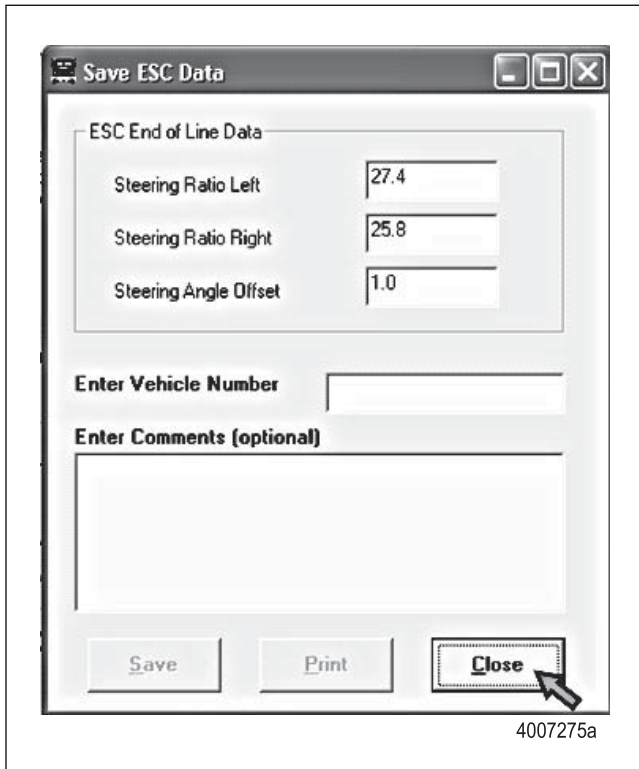 Save ESC Data
ESC End of Line Data
Steering Ratio Left 27.4
Steering Ratio Right 25.8
Steering Angle Offset 1.0
Enter Vehicle Number
Enter Comments (optional)
Save Print Close
4007275a